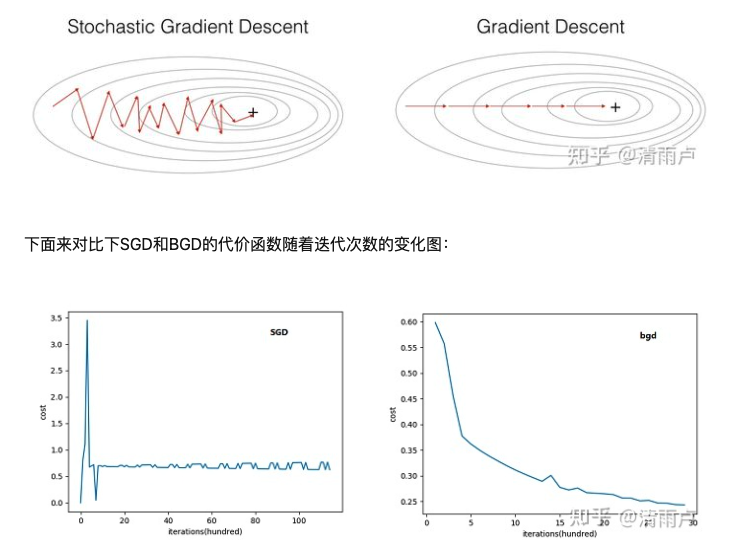 Stochastic Gradient Descent
Gradient Descent
知乎 @清雨卢
下面来对比下SGD和BGD的代价函数随着迭代次数的变化图：
SGD
3.5
3.0
2.5
2.0
1.5
1.0
0.5
0.0
cost
0 20 40 60 80 100
iterations(hundred)
bgd
0.60
0.55
0.50
0.45
0.40
0.35
0.30
0.25
cost
0 5 10 15 20 25 30
iterations(hundred)
知乎 @清雨卢